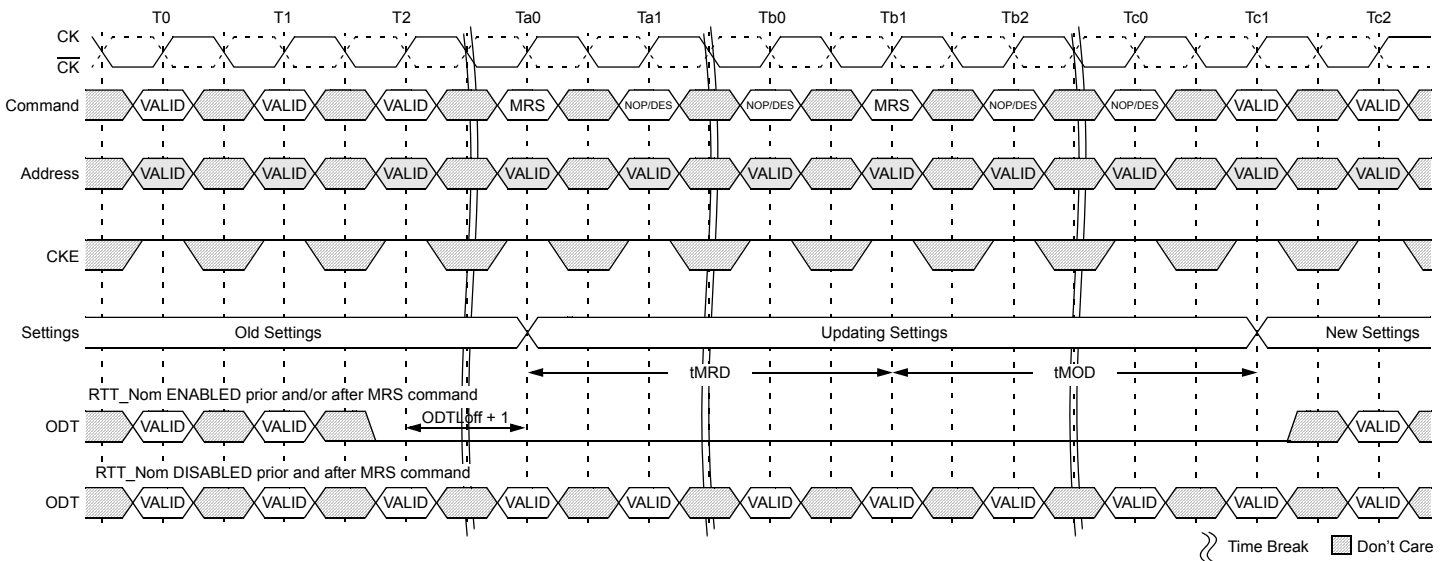 T0 T1 T2 Ta0 Ta1 Tb0 Tb1 Tb2 Tc0 Tc1 Tc2
CK
CK
Command VALID VALID VALID MRS NOP/DES NOP/DES MRS NOP/DES NOP/DES VALID VALID
Address VALID VALID VALID VALID VALID VALID VALID VALID VALID VALID VALID
CKE
Settings Old Settings Updating Settings New Settings
tMRD tMOD
RTT_Nom ENABLED prior and/or after MRS command
ODTLoff + 1
ODT VALID VALID VALID
RTT_Nom DISABLED prior and after MRS command
ODT VALID VALID VALID VALID VALID VALID VALID VALID VALID VALID VALID
Time Break Don't Care